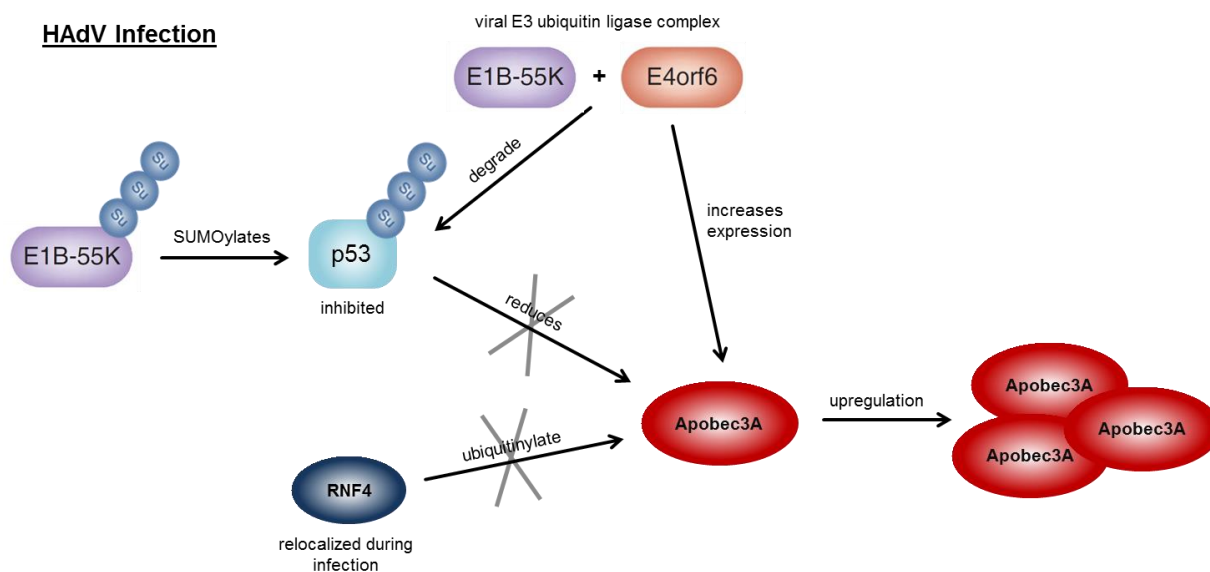 HAdV Infection
viral E3 ubiquitin ligase complex
E1B-55K + E4orf6
degrade
increases
expression
Su
Su
Su
E1B-55K
SUMOylates
Su
Su
Su
p53
inhibited
reduces
Apobec3A
upregulation
Apobec3A
Apobec3A
Apobec3A
ubiquitinylate
RNF4
relocalized during
infection